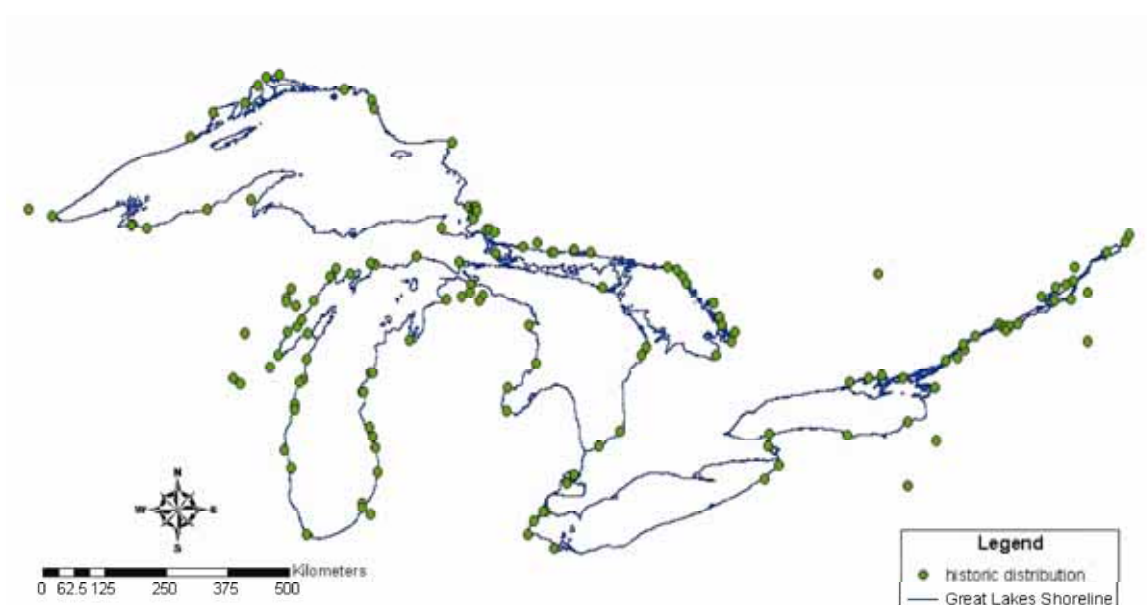 N
W E
S
Kilometers
0 62.5 125 250 375 500
Legend
historic distribution
Great Lakes Shoreline